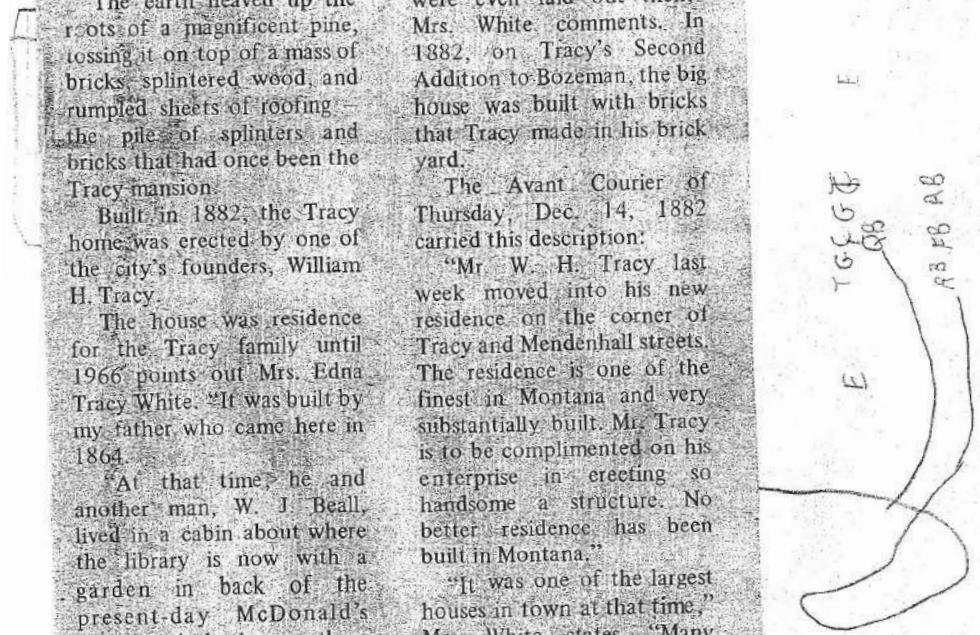 The earth heaved up the
roots of a magnificent pine,
tossing it on top of a mass of
bricks, splintered wood, and
rumpled sheets of roofing —
the pile of splinters and
bricks that had once been the
Tracy mansion.
Built in 1882, the Tracy
home was erected by one of
the city's founders, William
H. Tracy.
The house was residence
for the Tracy family until
1966 points out Mrs. Edna
Tracy White. "It was built by
my father who came here in
1864.
"At that time, he and
another man, W. J. Beall,
lived in a cabin about where
the library is now with a
garden in back of the
present-day McDonald's
were even laid out then,"
Mrs. White comments. In
1882, on Tracy's Second
Addition to Bozeman, the big
house was built with bricks
that Tracy made in his brick
yard.
The Avant Courier of
Thursday, Dec. 14, 1882
carried this description:
"Mr. W. H. Tracy last
week moved into his new
residence on the corner of
Tracy and Mendenhall streets.
The residence is one of the
finest in Montana and very
substantially built. Mr. Tracy
is to be complimented on his
enterprise in erecting so
handsome a structure. No
better residence has been
built in Montana."
"It was one of the largest
houses in town at that time,"
Mrs. White states. "Many
E
E